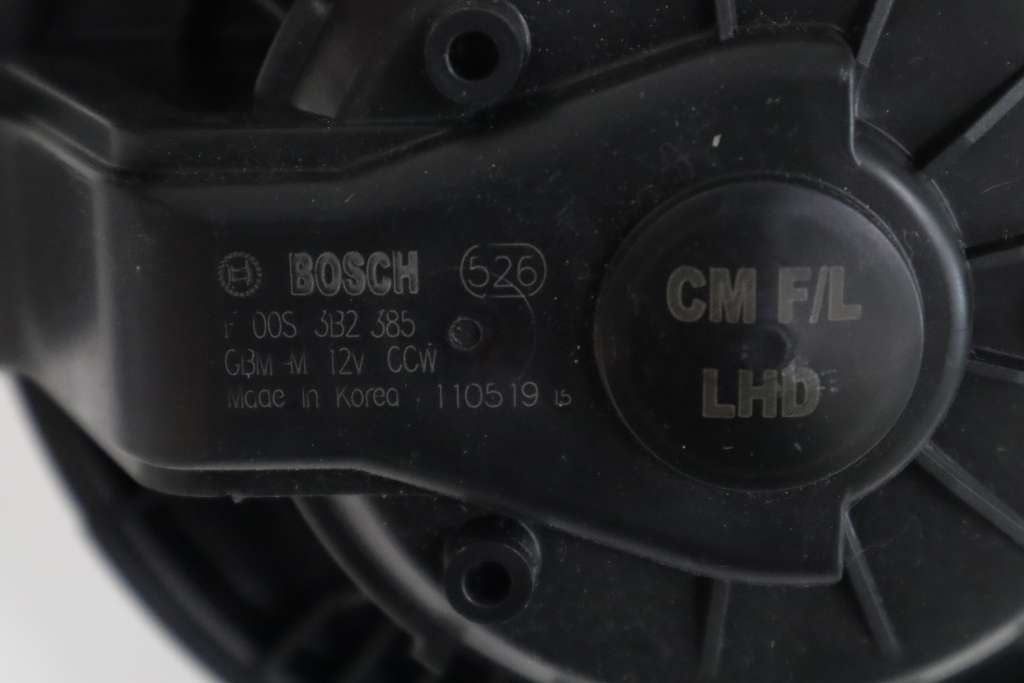 BOSCH 526
F 00S 3B2 385
GBM-M 12V CCW
Made In Korea 110519
CM F/L
LHD